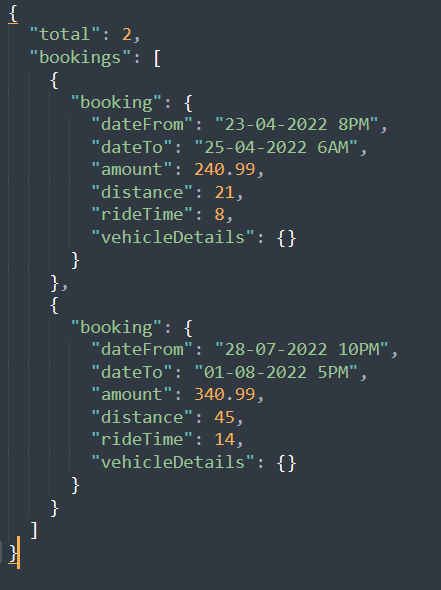 {
"total": 2,
"bookings": [
{
"booking": {
"dateFrom": "23-04-2022 8PM",
"dateTo": "25-04-2022 6AM",
"amount": 240.99,
"distance": 21,
"rideTime": 8,
"vehicleDetails": {}
}
},
{
"booking": {
"dateFrom": "28-07-2022 10PM",
"dateTo": "01-08-2022 5PM",
"amount": 340.99,
"distance": 45,
"rideTime": 14,
"vehicleDetails": {}
}
}
]
}